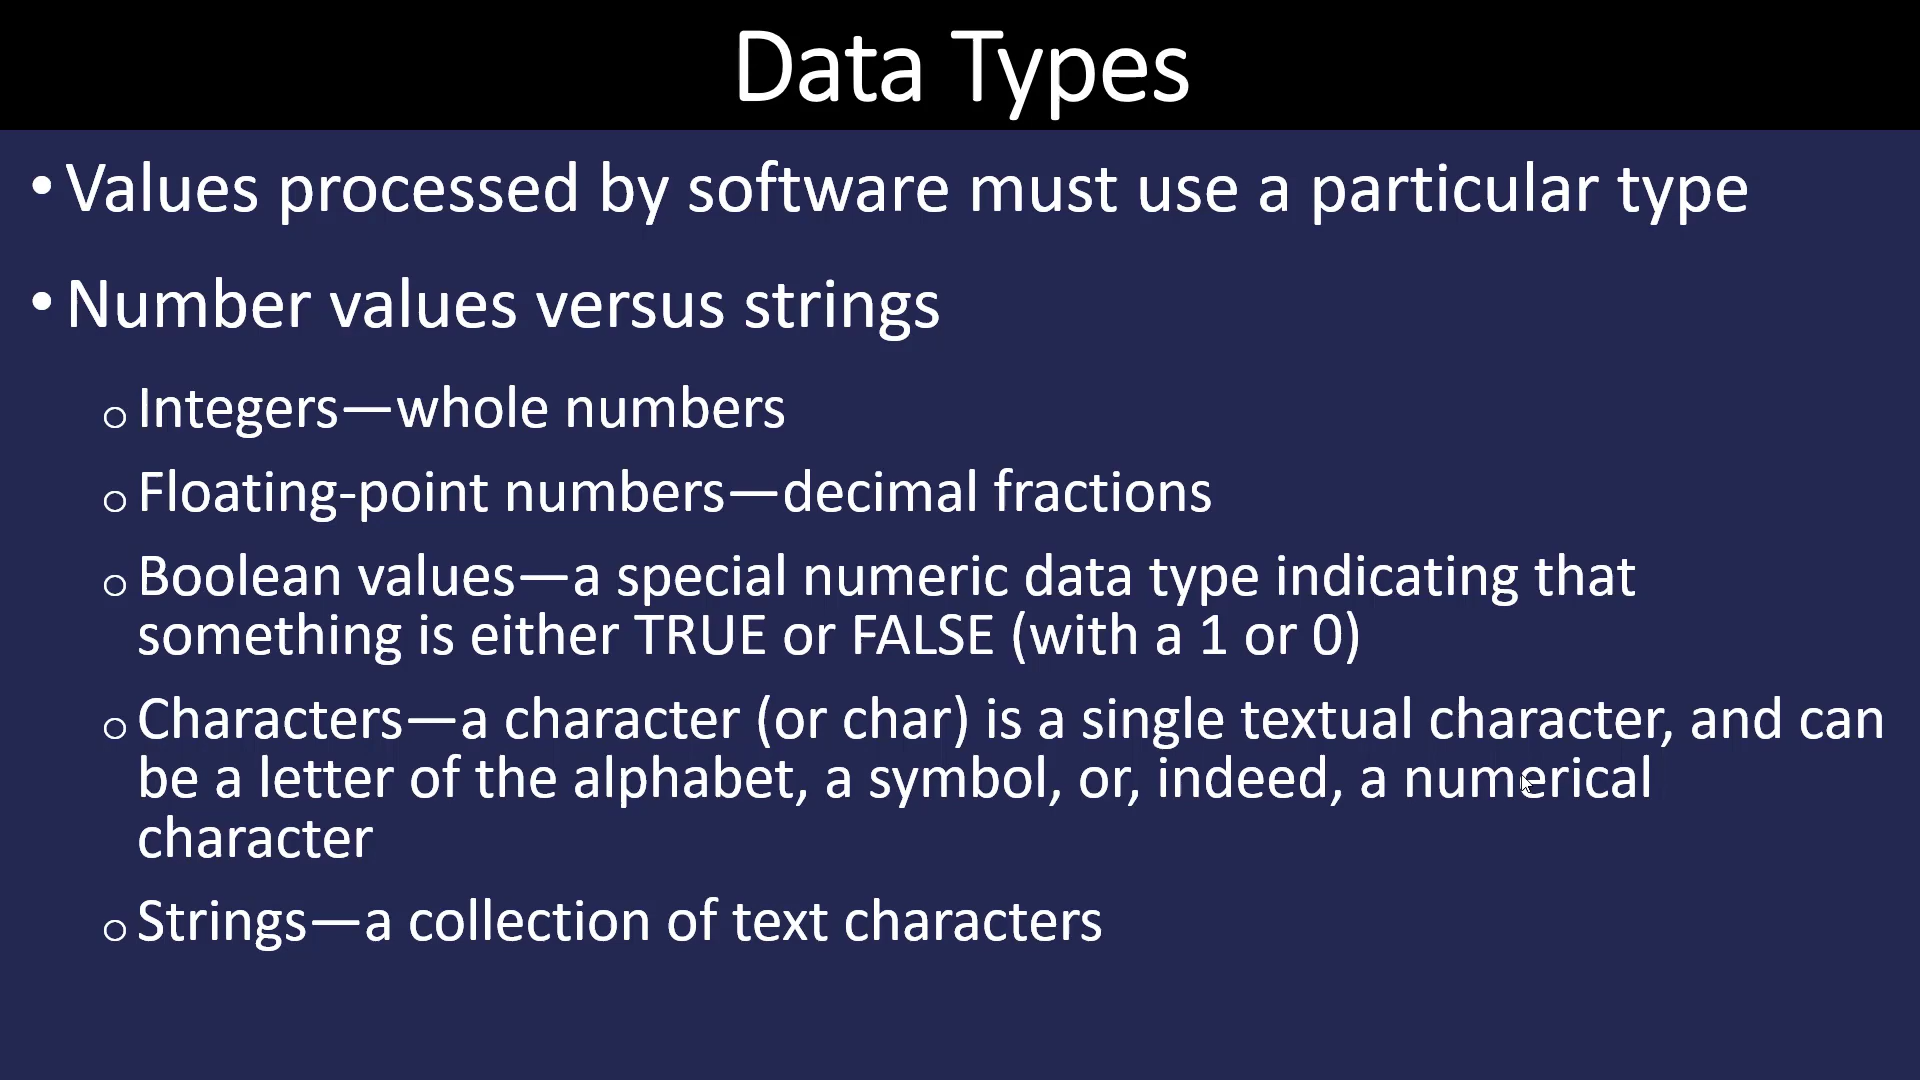 Data Types
• Values processed by software must use a particular type
• Number values versus strings
o Integers—whole numbers
o Floating-point numbers—decimal fractions
o Boolean values—a special numeric data type indicating that
something is either TRUE or FALSE (with a 1 or 0)
o Characters—a character (or char) is a single textual character, and can
be a letter of the alphabet, a symbol, or, indeed, a numerical
character
o Strings—a collection of text characters